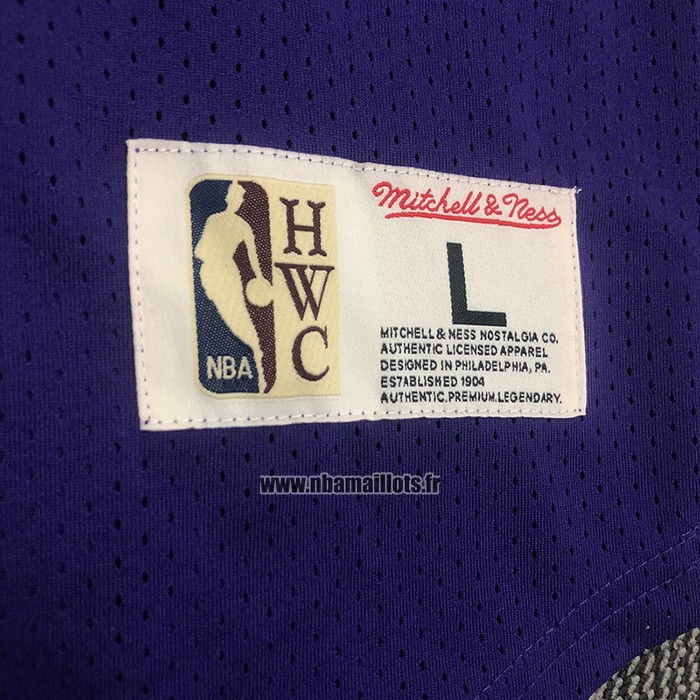 H
W
C
NBA
Mitchell & Ness
L
MITCHELL & NESS NOSTALGIA CO.
AUTHENTIC LICENSED APPAREL
DESIGNED IN PHILADELPHIA, PA.
ESTABLISHED 1904
AUTHENTIC.PREMIUM.LEGENDARY.
www.nbamaillots.fr